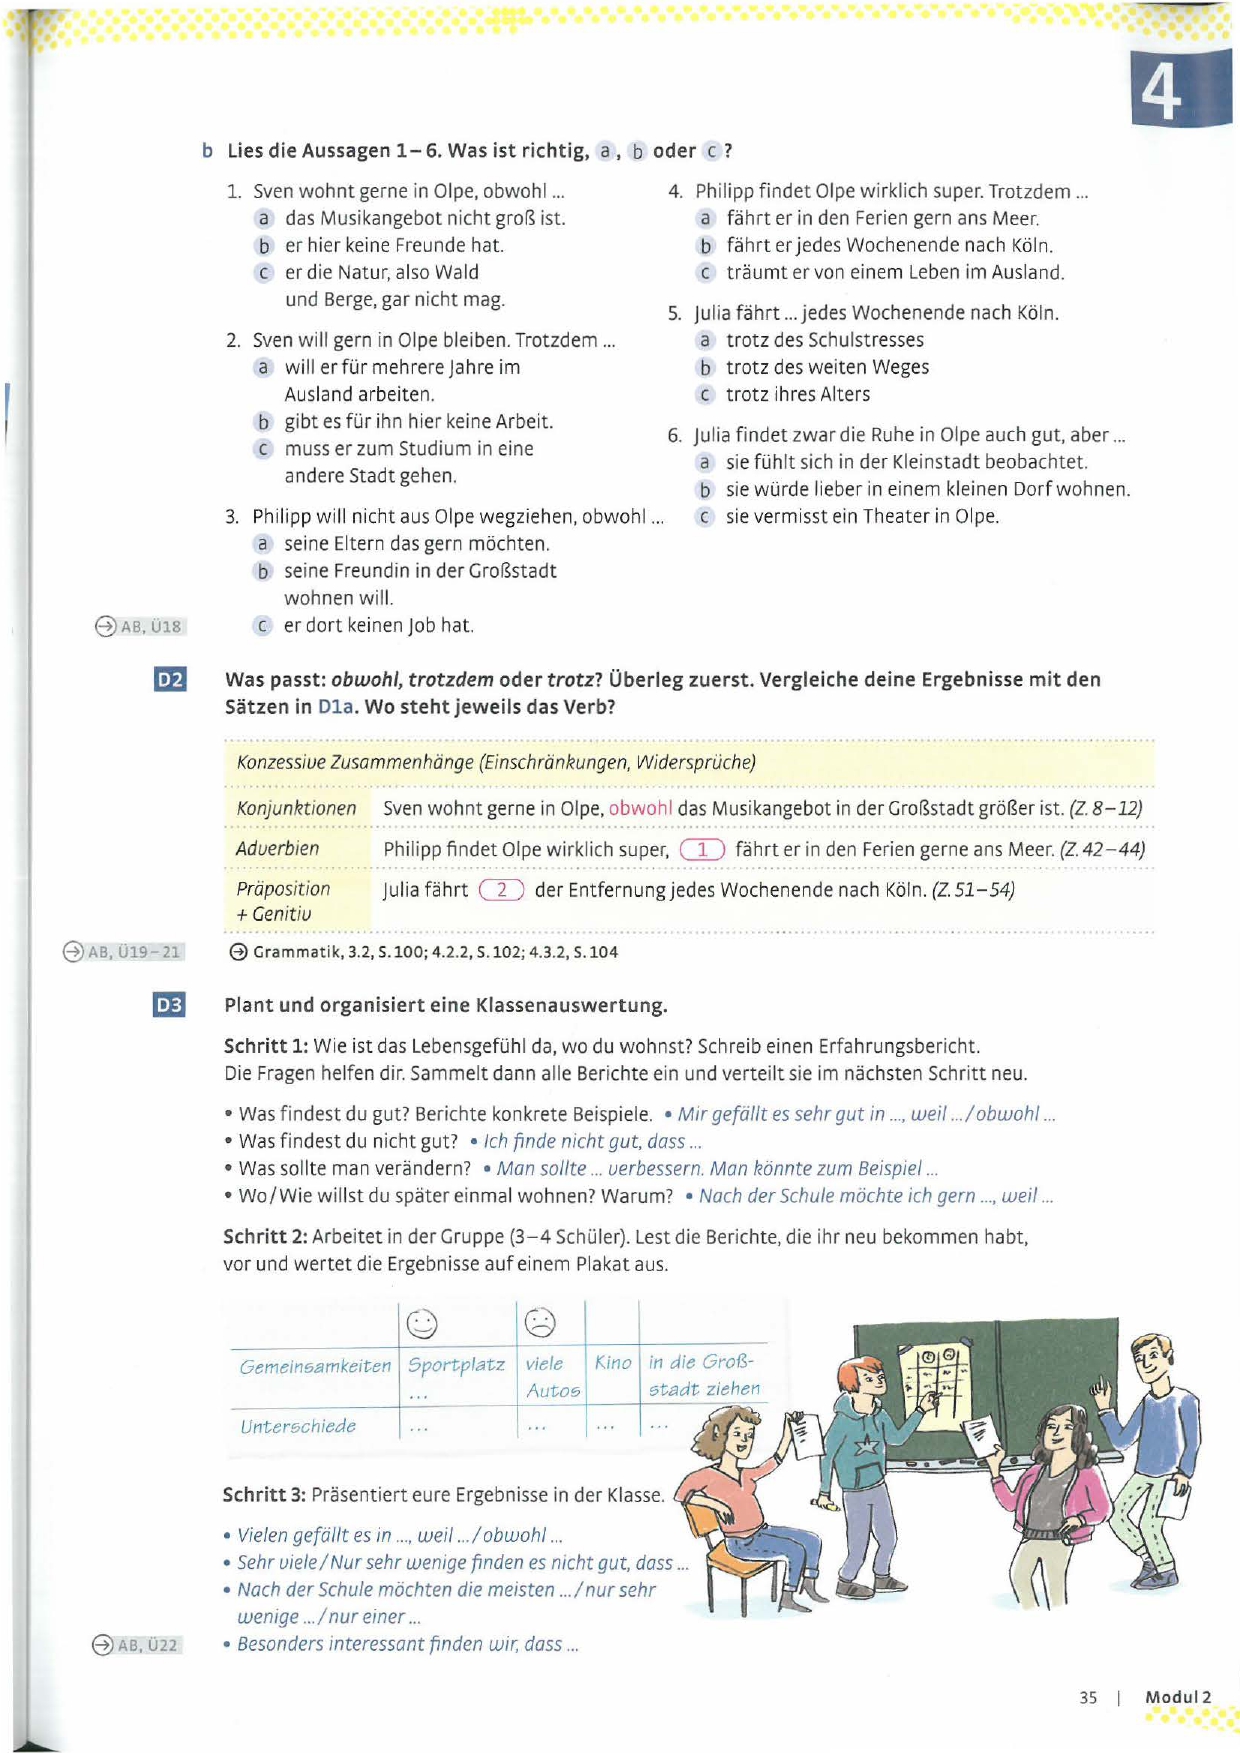 4
b Lies die Aussagen 1–6. Was ist richtig, a, b oder c?
1. Sven wohnt gerne in Olpe, obwohl ...
a das Musikangebot nicht groß ist.
b er hier keine Freunde hat.
c er die Natur, also Wald
und Berge, gar nicht mag.
2. Sven will gern in Olpe bleiben. Trotzdem ...
a will er für mehrere Jahre im
Ausland arbeiten.
b gibt es für ihn hier keine Arbeit.
c muss er zum Studium in eine
andere Stadt gehen.
3. Philipp will nicht aus Olpe wegziehen, obwohl ...
a seine Eltern das gern möchten.
b seine Freundin in der Großstadt
wohnen will.
c er dort keinen Job hat.
AB, Ü18
4. Philipp findet Olpe wirklich super. Trotzdem ...
a fährt er in den Ferien gern ans Meer.
b fährt er jedes Wochenende nach Köln.
c träumt er von einem Leben im Ausland.
5. Julia fährt ... jedes Wochenende nach Köln.
a trotz des Schulstresses
b trotz des weiten Weges
c trotz ihres Alters
6. Julia findet zwar die Ruhe in Olpe auch gut, aber ...
a sie fühlt sich in der Kleinstadt beobachtet.
b sie würde lieber in einem kleinen Dorf wohnen.
c sie vermisst ein Theater in Olpe.
D2 Was passt: obwohl, trotzdem oder trotz? Überleg zuerst. Vergleiche deine Ergebnisse mit den
Sätzen in D1a. Wo steht jeweils das Verb?
Konzessive Zusammenhänge (Einschränkungen, Widersprüche)
Konjunktionen Sven wohnt gerne in Olpe, obwohl das Musikangebot in der Großstadt größer ist. (Z. 8–12)
Adverbien Philipp findet Olpe wirklich super, 1 fährt er in den Ferien gerne ans Meer. (Z. 42–44)
Präposition Julia fährt 2 der Entfernung jedes Wochenende nach Köln. (Z. 51–54)
+ Genitiv
AB, Ü19–21 Grammatik, 3.2, S. 100; 4.2.2, S. 102; 4.3.2, S. 104
D3 Plant und organisiert eine Klassenauswertung.
Schritt 1: Wie ist das Lebensgefühl da, wo du wohnst? Schreib einen Erfahrungsbericht.
Die Fragen helfen dir. Sammelt dann alle Berichte ein und verteilt sie im nächsten Schritt neu.
• Was findest du gut? Berichte konkrete Beispiele. • Mir gefällt es sehr gut in ..., weil ... / obwohl ...
• Was findest du nicht gut? • Ich finde nicht gut, dass ...
• Was sollte man verändern? • Man sollte ... verbessern. Man könnte zum Beispiel ...
• Wo / Wie willst du später einmal wohnen? Warum? • Nach der Schule möchte ich gern ..., weil ...
Schritt 2: Arbeitet in der Gruppe (3–4 Schüler). Lest die Berichte, die ihr neu bekommen habt,
vor und wertet die Ergebnisse auf einem Plakat aus.
Gemeinsamkeiten Sportplatz viele Kino in die Groß-
... Autos stadt ziehen
Unterschiede ... ... ... ...
Schritt 3: Präsentiert eure Ergebnisse in der Klasse.
• Vielen gefällt es in ..., weil ... / obwohl ...
• Sehr viele / Nur sehr wenige finden es nicht gut, dass ...
• Nach der Schule möchten die meisten ... / nur sehr
wenige ... / nur einer ...
AB, Ü22 • Besonders interessant finden wir, dass ...
35 | Modul 2